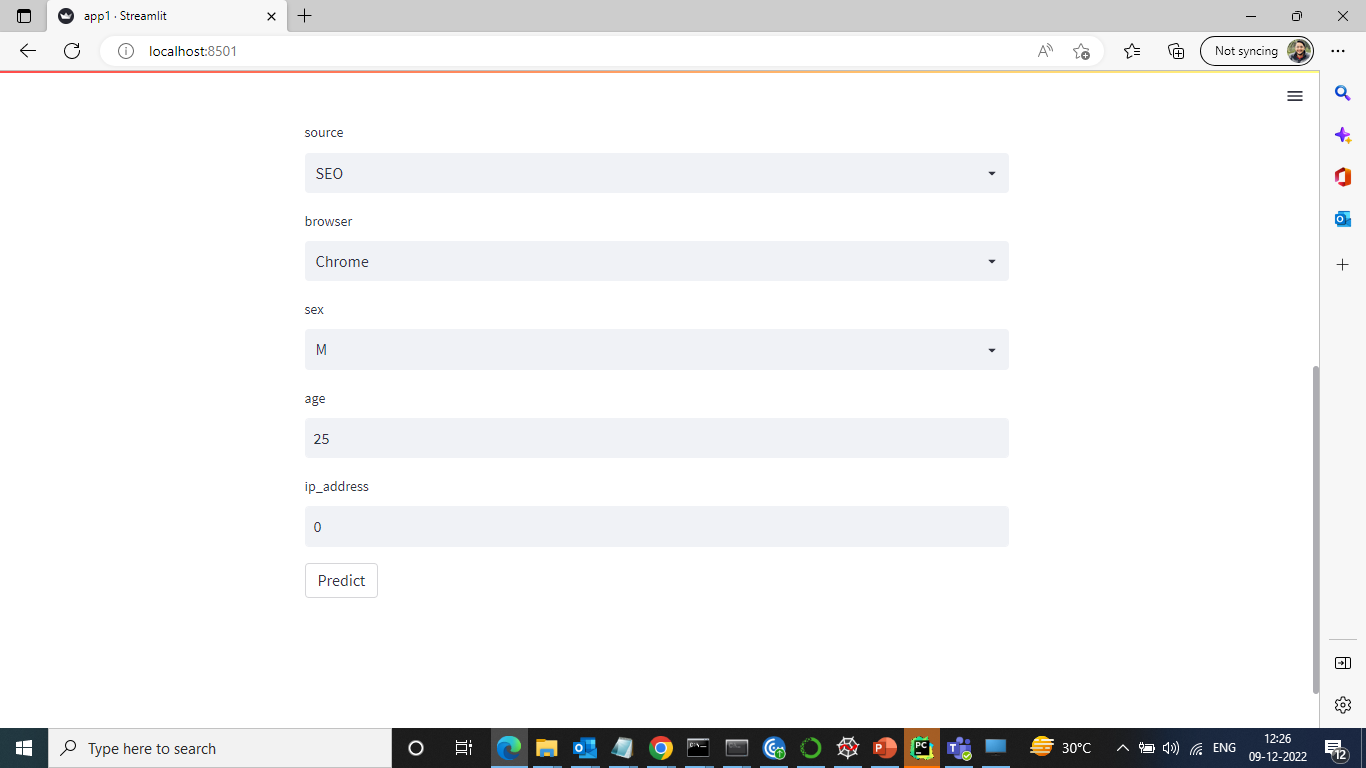 app1 · Streamlit
localhost:8501
Not syncing
source
SEO
browser
Chrome
sex
M
age
25
ip_address
0
Predict
Type here to search
30°C
ENG
12:26
09-12-2022
12
PC
P
T